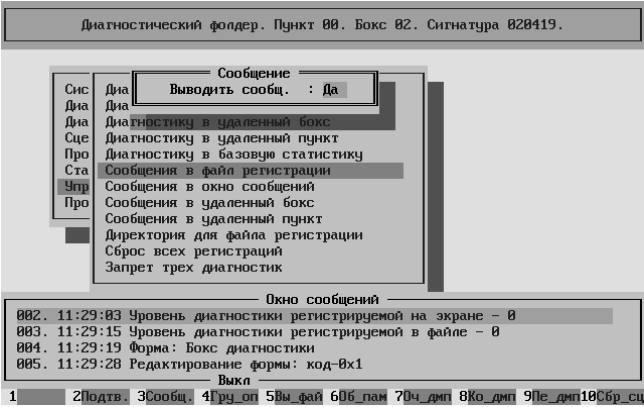 Диагностический фолдер. Пункт 00. Бокс 02. Сигнатура 020419.
Сообщение
Выводить сообщ. : Да
Сис Диа
Диа Диа
Диа Диагностику в удаленный бокс
Сце Диагностику в удаленный пункт
Про Диагностику в базовую статистику
Ста Сообщения в файл регистрации
Упр Сообщения в окно сообщений
Про Сообщения в удаленный бокс
Сообщения в удаленный пункт
Директория для файла регистрации
Сброс всех регистраций
Запрет трех диагностик
Окно сообщений
002. 11:29:03 Уровень диагностики регистрируемой на экране - 0
003. 11:29:15 Уровень диагностики регистрируемой в файле - 0
004. 11:29:19 Форма: Бокс диагностики
005. 11:29:28 Редактирование формы: код-0x1
Выкл
1 2Подтв. 3Сообщ. 4Гру_оп 5Вы_фай 6Об_пам 7Оч_дмп 8Ко_дмп 9Пе_дмп 10Сбр_сц